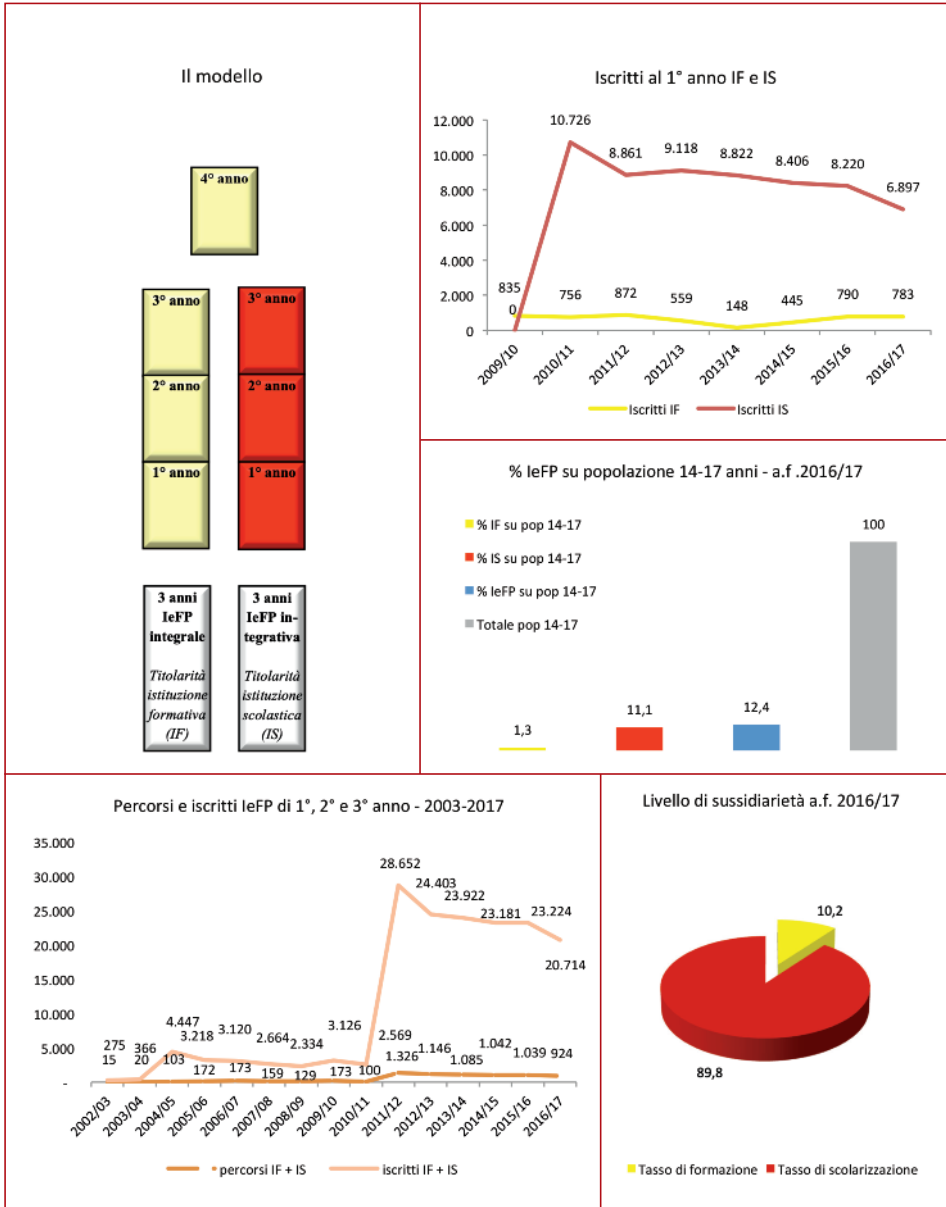 Il modello
4° anno
3° anno
3° anno
2° anno
2° anno
1° anno
1° anno
3 anni
IeFP
integrale
Titolarità
istituzione
formativa
(IF)
3 anni
IeFP in-
tegrativa
Titolarità
istituzione
scolastica
(IS)
Iscritti al 1° anno IF e IS
12.000
10.000
8.000
6.000
4.000
2.000
0
10.726
8.861
9.118
8.822
8.406
8.220
6.897
835
0
756
872
559
148
445
790
783
2009/10
2010/11
2011/12
2012/13
2013/14
2014/15
2015/16
2016/17
Iscritti IF
Iscritti IS
% IeFP su popolazione 14-17 anni - a.f .2016/17
% IF su pop 14-17
% IS su pop 14-17
% IeFP su pop 14-17
Totale pop 14-17
1,3
11,1
12,4
100
Percorsi e iscritti IeFP di 1°, 2° e 3° anno - 2003-2017
35.000
30.000
25.000
20.000
15.000
10.000
5.000
-
28.652
24.403
23.922
23.181
23.224
20.714
275
366
4.447
3.218
3.120
2.664
2.334
3.126
2.569
15
20
103
172
173
159
129
173
100
1.326
1.146
1.085
1.042
1.039
924
2002/03
2003/04
2004/05
2005/06
2006/07
2007/08
2008/09
2009/10
2010/11
2011/12
2012/13
2013/14
2014/15
2015/16
2016/17
percorsi IF + IS
iscritti IF + IS
Livello di sussidiarietà a.f. 2016/17
10,2
89,8
Tasso di formazione
Tasso di scolarizzazione